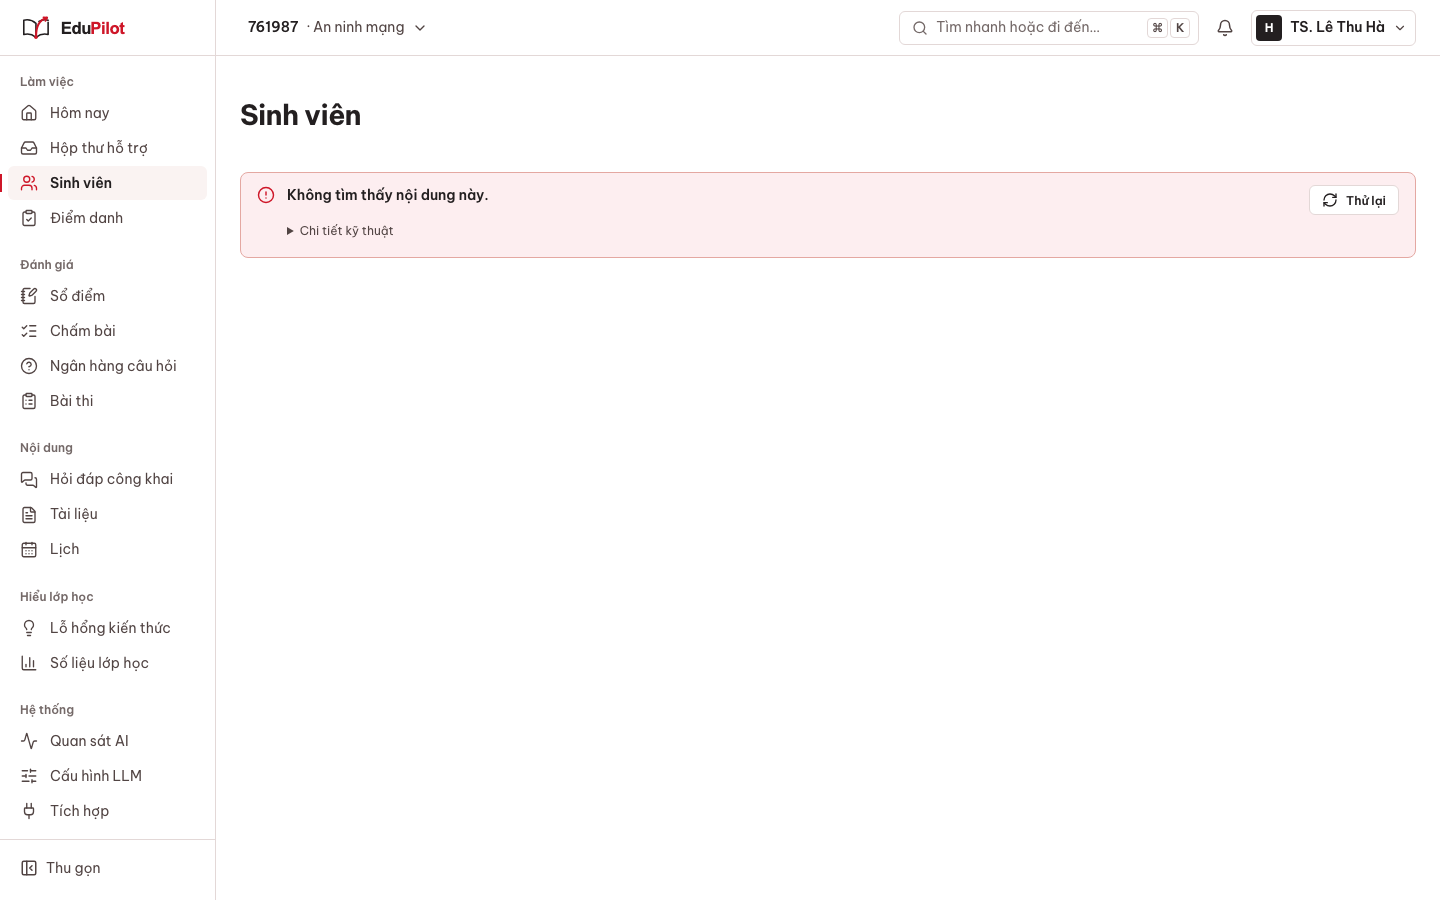 EduPilot
761987 · An ninh mạng
Tìm nhanh hoặc đi đến...
⌘ K
H
TS. Lê Thu Hà
Làm việc
Hôm nay
Hộp thư hỗ trợ
Sinh viên
Điểm danh
Đánh giá
Sổ điểm
Chấm bài
Ngân hàng câu hỏi
Bài thi
Nội dung
Hỏi đáp công khai
Tài liệu
Lịch
Hiểu lớp học
Lỗ hổng kiến thức
Số liệu lớp học
Hệ thống
Quan sát AI
Cấu hình LLM
Tích hợp
Thu gọn
Sinh viên
Không tìm thấy nội dung này.
Chi tiết kỹ thuật
Thử lại